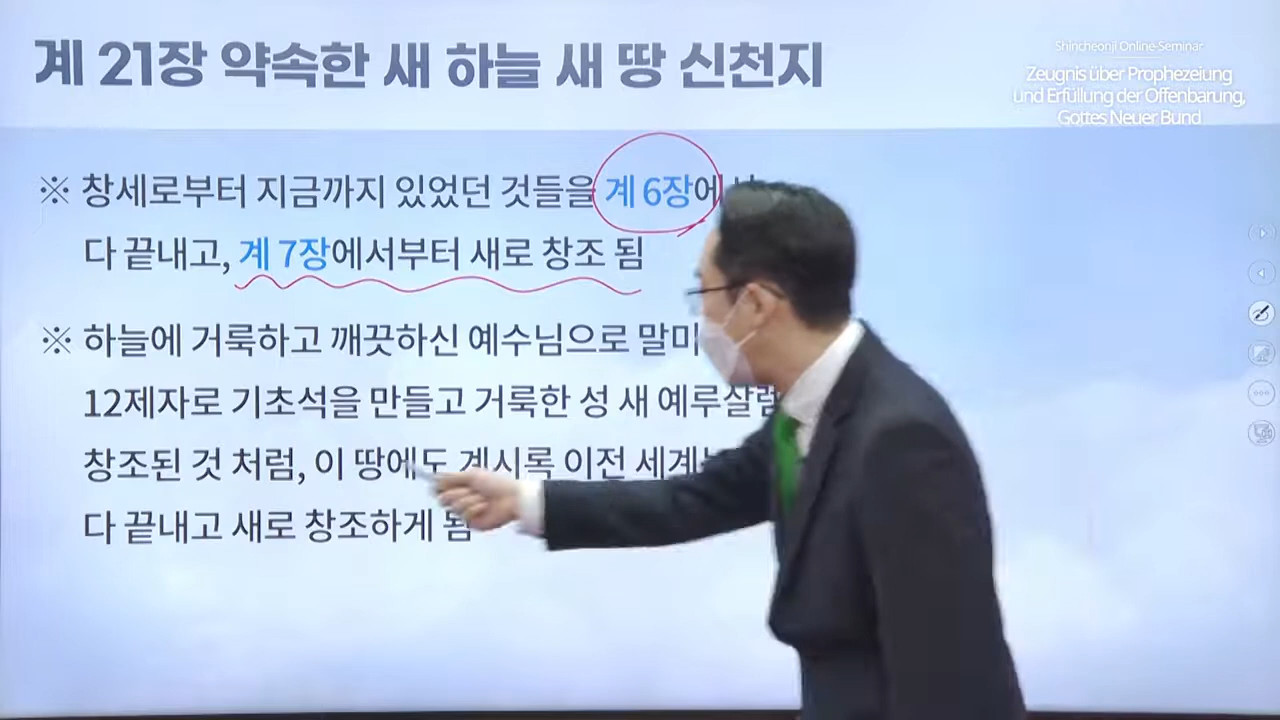 계 21장 약속한 새 하늘 새 땅 신천지
Shincheonji Online-Seminar
Zeugnis über Prophezeiung
und Erfüllung der Offenbarung,
Gottes Neuer Bund
※ 창세로부터 지금까지 있었던 것들을 계 6장에
다 끝내고, 계 7장에서부터 새로 창조 됨
※ 하늘에 거룩하고 깨끗하신 예수님으로
12제자로 기초석을 만들고 거룩한 성 새 예루살렘
창조된 것 처럼, 이 땅에도 계시록 이전 세계는
다 끝내고 새로 창조하게 됨